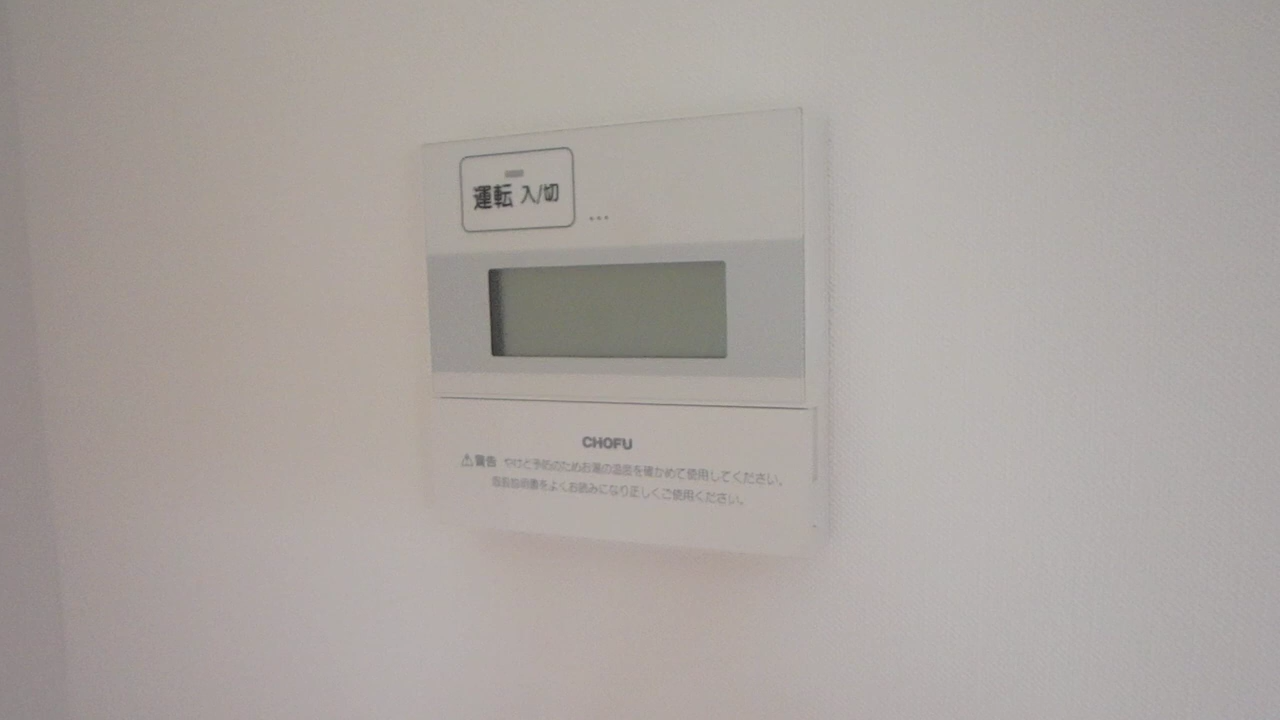 運転 入/切
CHOFU
警告 やけど予防のためお湯の温度を確かめて使用してください。
取扱説明書をよくお読みになり正しくご使用ください。